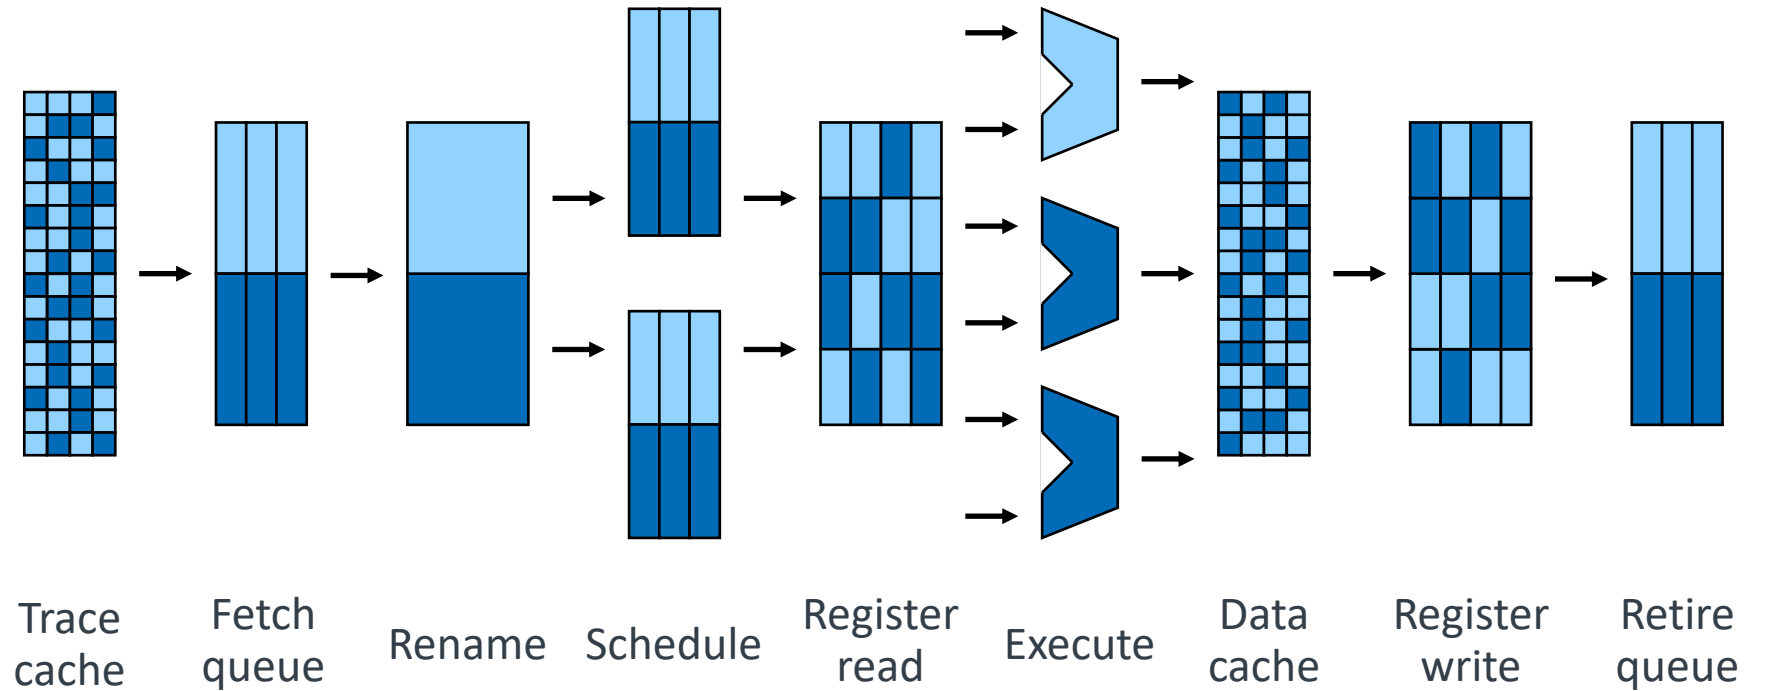 Trace
cache
Fetch
queue
Rename
Schedule
Register
read
Execute
Data
cache
Register
write
Retire
queue